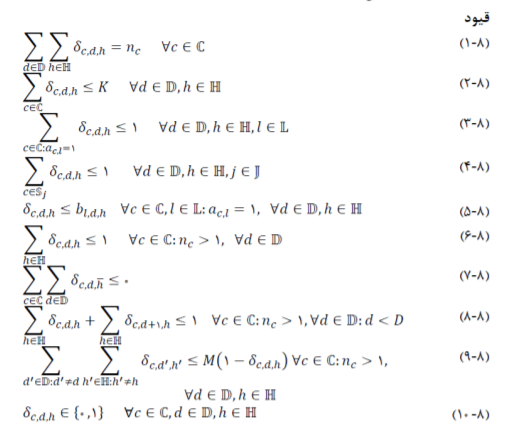 قیود
∑_{d∈𝔻} ∑_{h∈ℍ} δ_{c,d,h} = n_c ∀c ∈ ℂ (۸-۱)
∑_{c∈ℂ} δ_{c,d,h} ≤ K ∀d ∈ 𝔻, h ∈ ℍ (۸-۲)
∑_{c∈ℂ:a_{c,l}=۱} δ_{c,d,h} ≤ ۱ ∀d ∈ 𝔻, h ∈ ℍ, l ∈ 𝕃 (۸-۳)
∑_{c∈𝕊_j} δ_{c,d,h} ≤ ۱ ∀d ∈ 𝔻, h ∈ ℍ, j ∈ 𝕁 (۸-۴)
δ_{c,d,h} ≤ b_{l,d,h} ∀c ∈ ℂ, l ∈ 𝕃: a_{c,l} = ۱, ∀d ∈ 𝔻, h ∈ ℍ (۸-۵)
∑_{h∈ℍ} δ_{c,d,h} ≤ ۱ ∀c ∈ ℂ: n_c > ۱, ∀d ∈ 𝔻 (۸-۶)
∑_{c∈ℂ} ∑_{d∈𝔻} δ_{c,d,h̅} ≤ ۰ (۸-۷)
∑_{h∈ℍ} δ_{c,d,h} + ∑_{h∈ℍ} δ_{c,d+۱,h} ≤ ۱ ∀c ∈ ℂ: n_c > ۱, ∀d ∈ 𝔻: d < D (۸-۸)
∑_{d′∈𝔻:d′≠d} ∑_{h′∈ℍ:h′≠h} δ_{c,d′,h′} ≤ M(۱ − δ_{c,d,h}) ∀c ∈ ℂ: n_c > ۱, (۸-۹)
∀d ∈ 𝔻, h ∈ ℍ
δ_{c,d,h} ∈ {۰,۱} ∀c ∈ ℂ, d ∈ 𝔻, h ∈ ℍ (۸-۱۰)